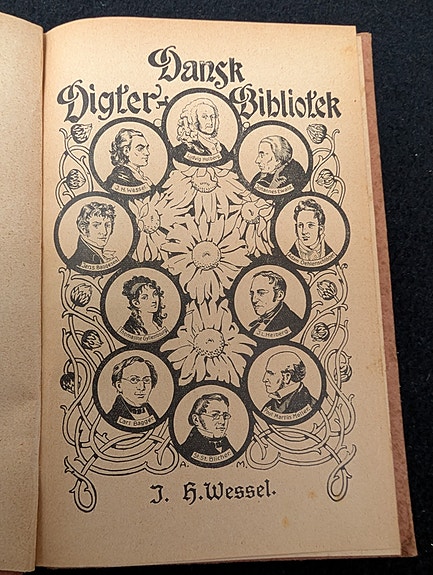 Dansk
Digter-Bibliotek
Ludvig Holberg
J. H. Wessel
Johannes Ewald
Jens Baggesen
Adam Oehlenschläger
Thomasine Gyllembourg
J. L. Heiberg
Carl Bagger
Poul Martin Møller
St. St. Blicher
A. M.
J. H. Wessel.